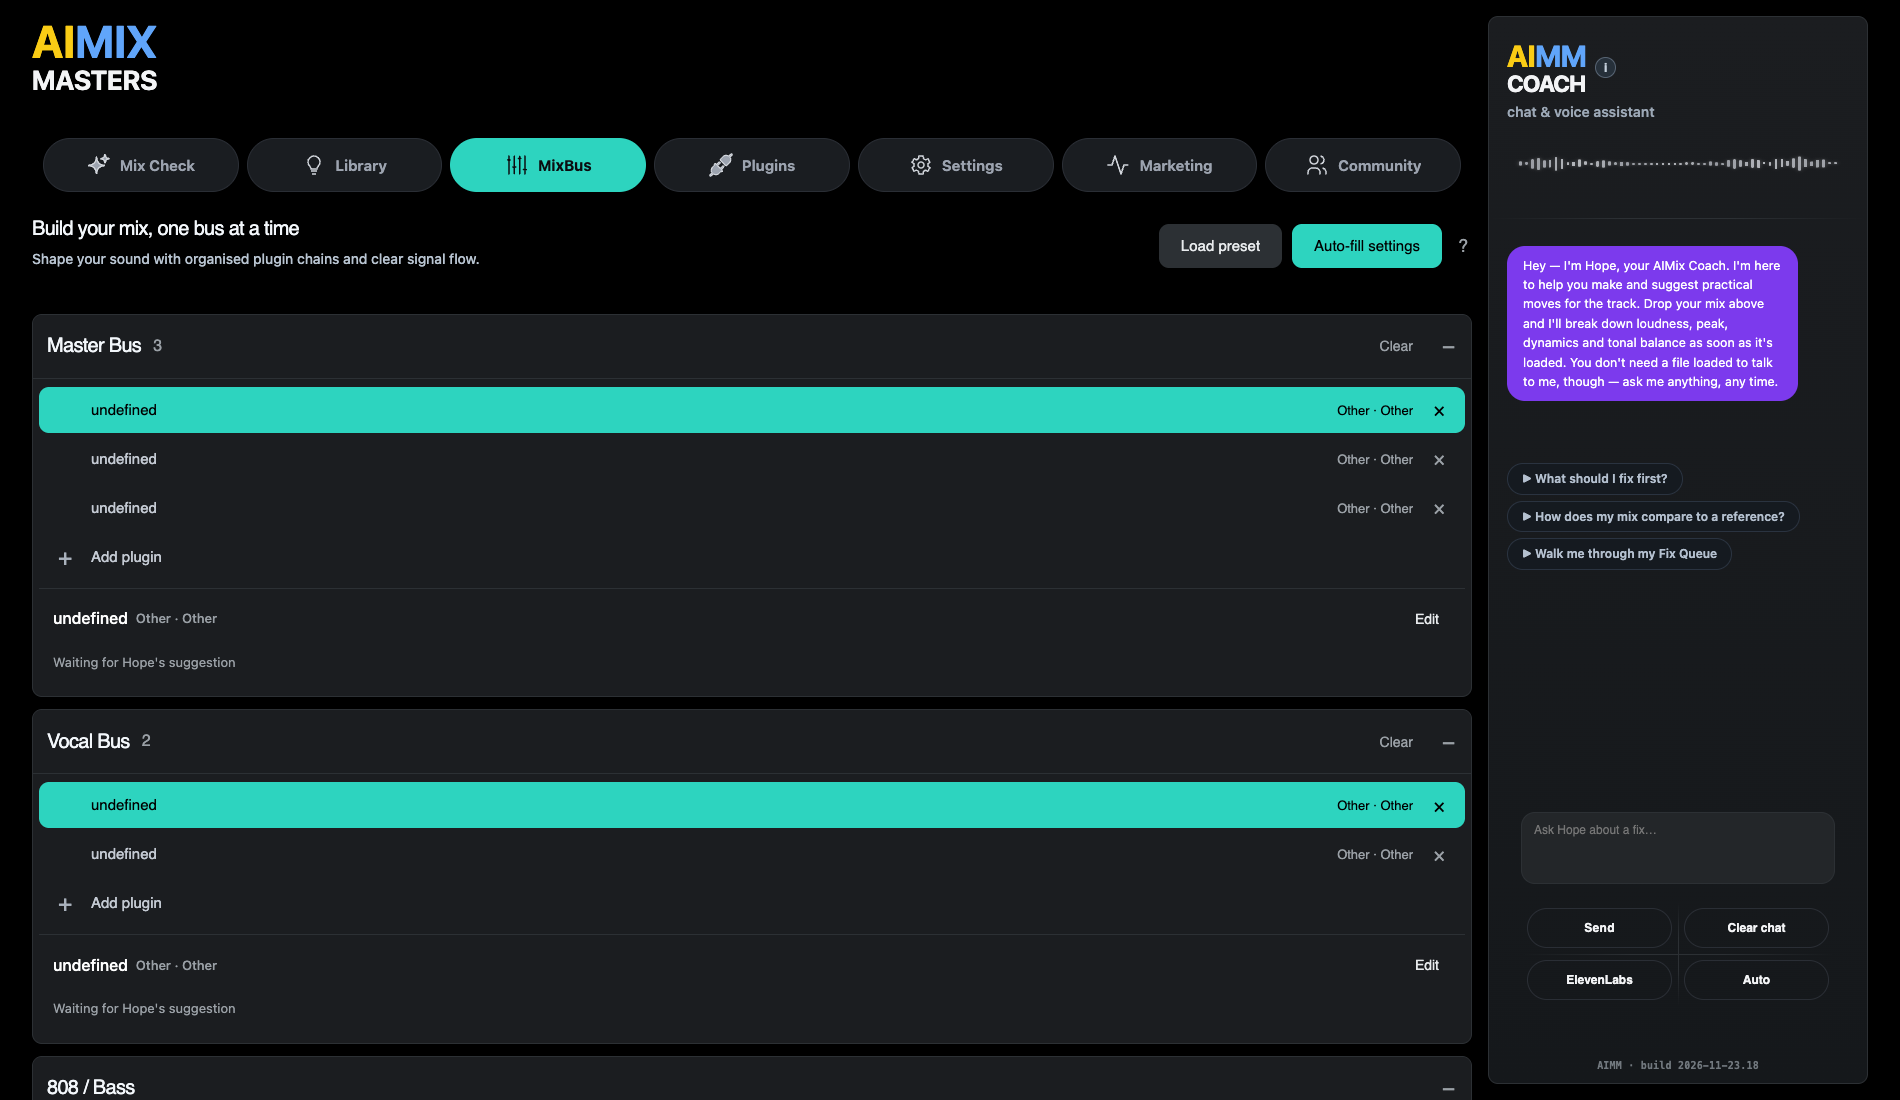 AIMIX
MASTERS
Mix Check
Library
MixBus
Plugins
Settings
Marketing
Community
Build your mix, one bus at a time
Shape your sound with organised plugin chains and clear signal flow.
Load preset
Auto-fill settings
?
Master Bus 3
Clear –
undefined Other · Other ×
undefined Other · Other ×
undefined Other · Other ×
+ Add plugin
undefined Other · Other Edit
Waiting for Hope's suggestion
Vocal Bus 2
Clear –
undefined Other · Other ×
undefined Other · Other ×
+ Add plugin
undefined Other · Other Edit
Waiting for Hope's suggestion
808 / Bass –
AIMM
COACH
i
chat & voice assistant
Hey — I'm Hope, your AIMix Coach. I'm here
to help you make and suggest practical
moves for the track. Drop your mix above
and I'll break down loudness, peak,
dynamics and tonal balance as soon as it's
loaded. You don't need a file loaded to talk
to me, though — ask me anything, any time.
▶ What should I fix first?
▶ How does my mix compare to a reference?
▶ Walk me through my Fix Queue
Ask Hope about a fix...
Send
Clear chat
ElevenLabs
Auto
AIMM · build 2026-11-23.18